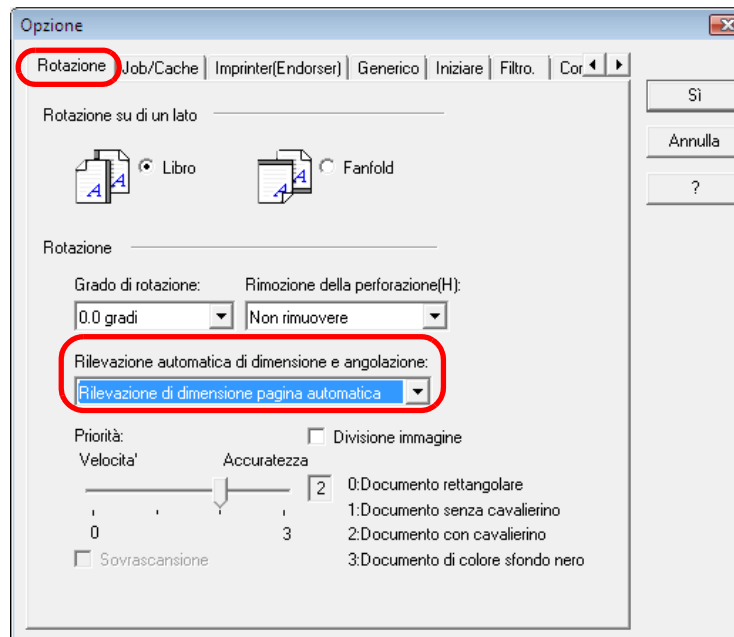 Opzione
Rotazione Job/Cache Imprinter(Endorser) Generico Iniziare Filtro.
Sì
Rotazione su di un lato
Annulla
A A Libro A A Fanfold
?
Rotazione
Grado di rotazione: Rimozione della perforazione(H):
0.0 gradi Non rimuovere
Rilevazione automatica di dimensione e angolazione:
Rilevazione di dimensione pagina automatica
Priorità: Divisione immagine
Velocita' Accuratezza
2 0:Documento rettangolare
1:Documento senza cavalierino
0 3 2:Documento con cavalierino
Sovrascansione 3:Documento di colore sfondo nero